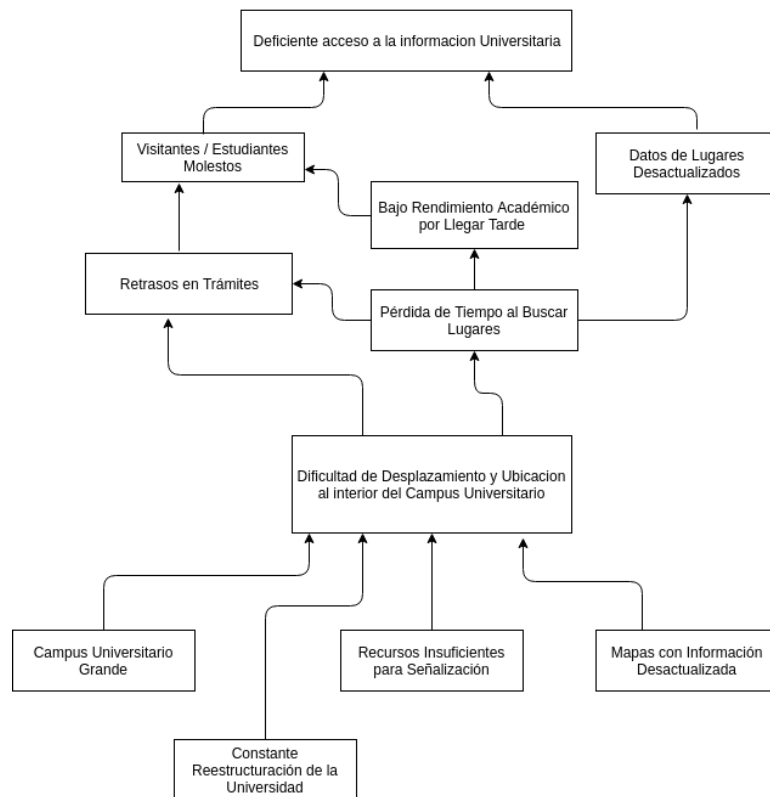 Deficiente acceso a la informacion Universitaria
Visitantes / Estudiantes
Molestos
Datos de Lugares
Desactualizados
Bajo Rendimiento Académico
por Llegar Tarde
Retrasos en Trámites
Pérdida de Tiempo al Buscar
Lugares
Dificultad de Desplazamiento y Ubicacion
al interior del Campus Universitario
Campus Universitario
Grande
Recursos Insuficientes
para Señalización
Mapas con Información
Desactualizada
Constante
Reestructuración de la
Universidad